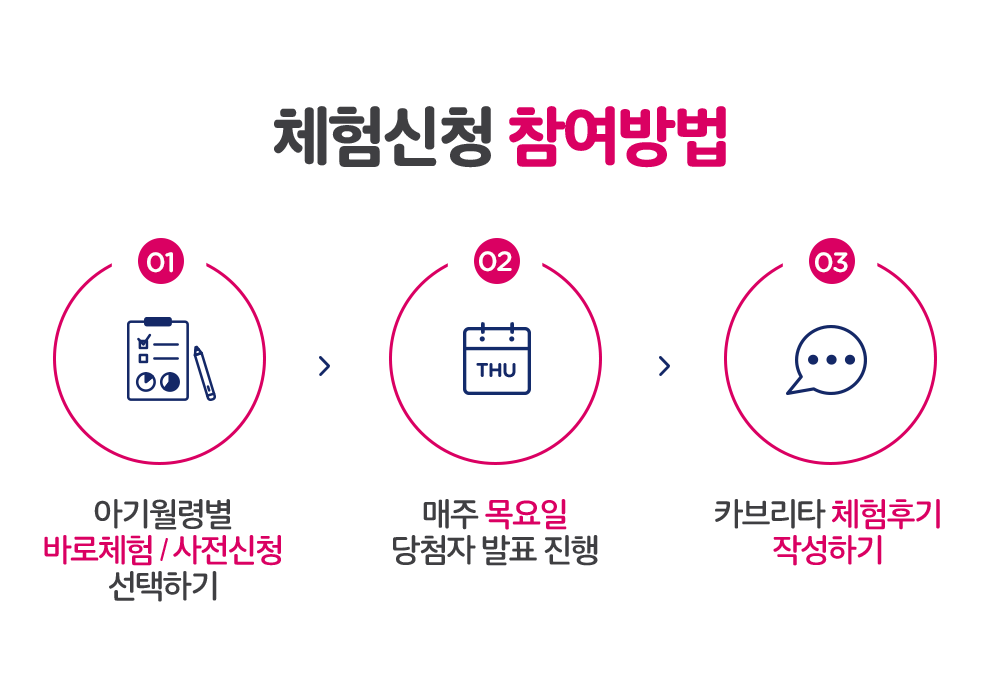 체험신청 참여방법
01
아기월령별
바로체험 / 사전신청
선택하기
02
THU
매주 목요일
당첨자 발표 진행
03
카브리타 체험후기
작성하기